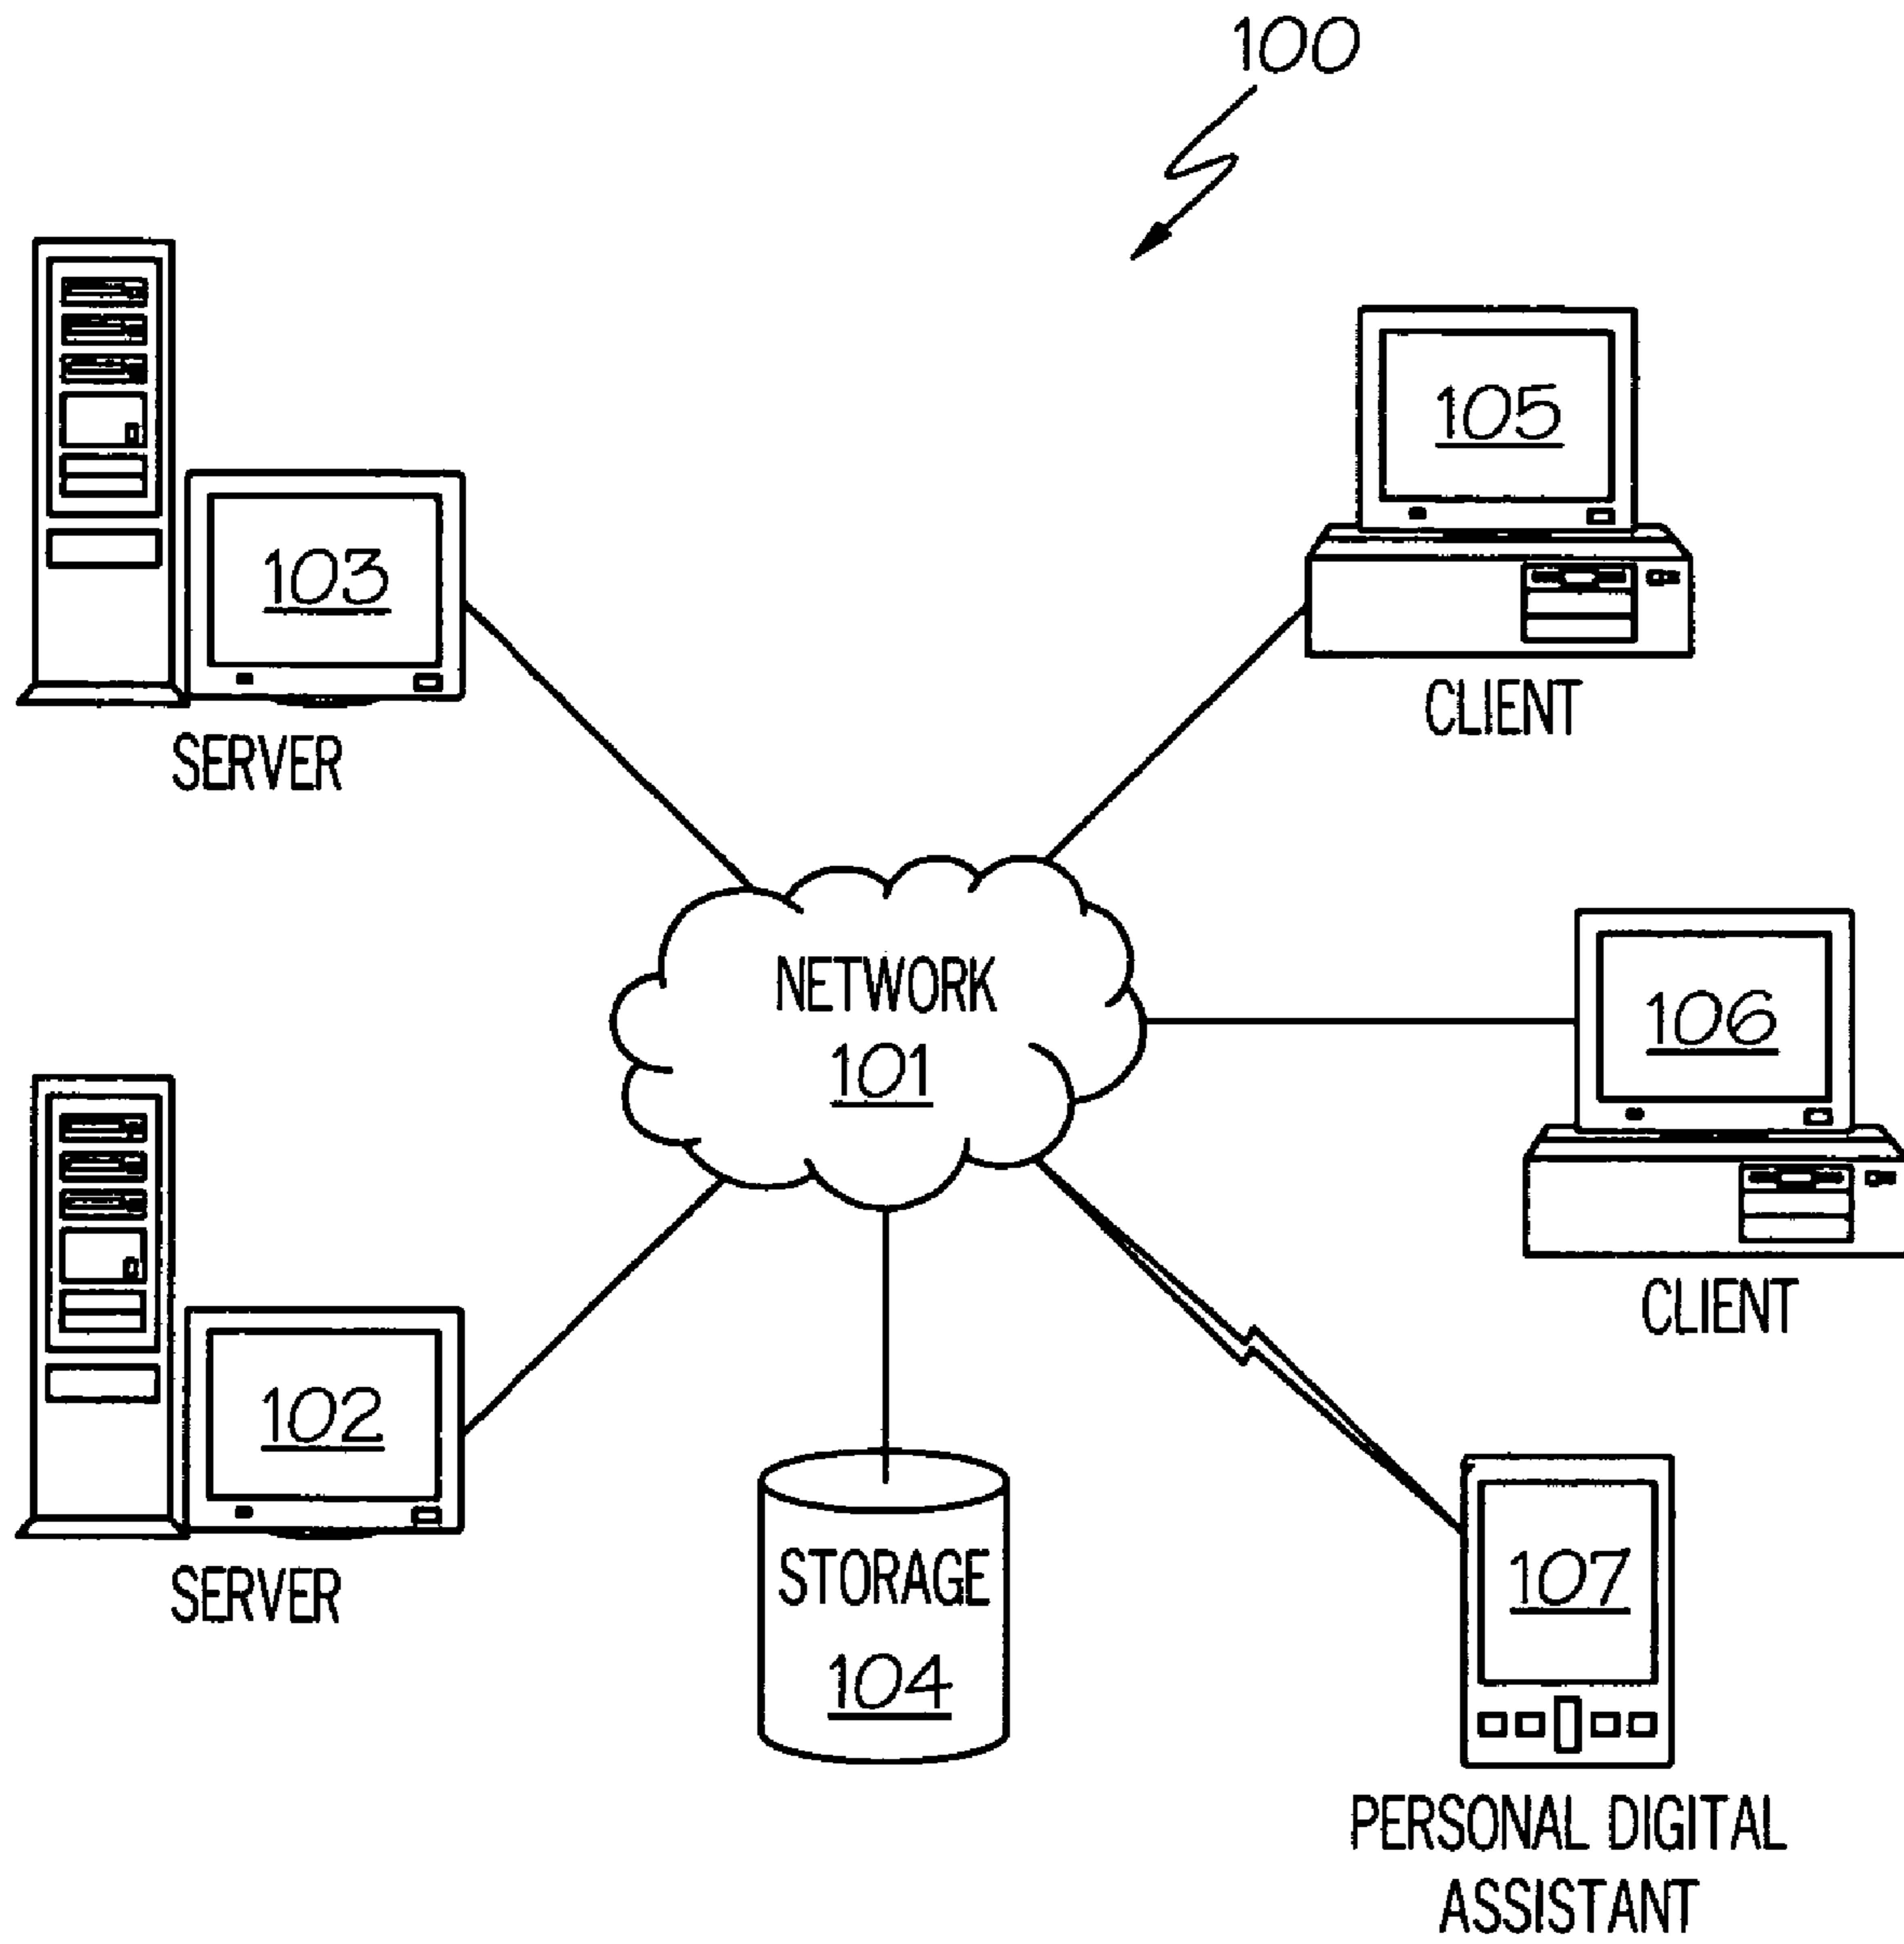 100
103
SERVER
105
CLIENT
NETWORK
101
106
CLIENT
102
SERVER
STORAGE
104
107
PERSONAL DIGITAL
ASSISTANT